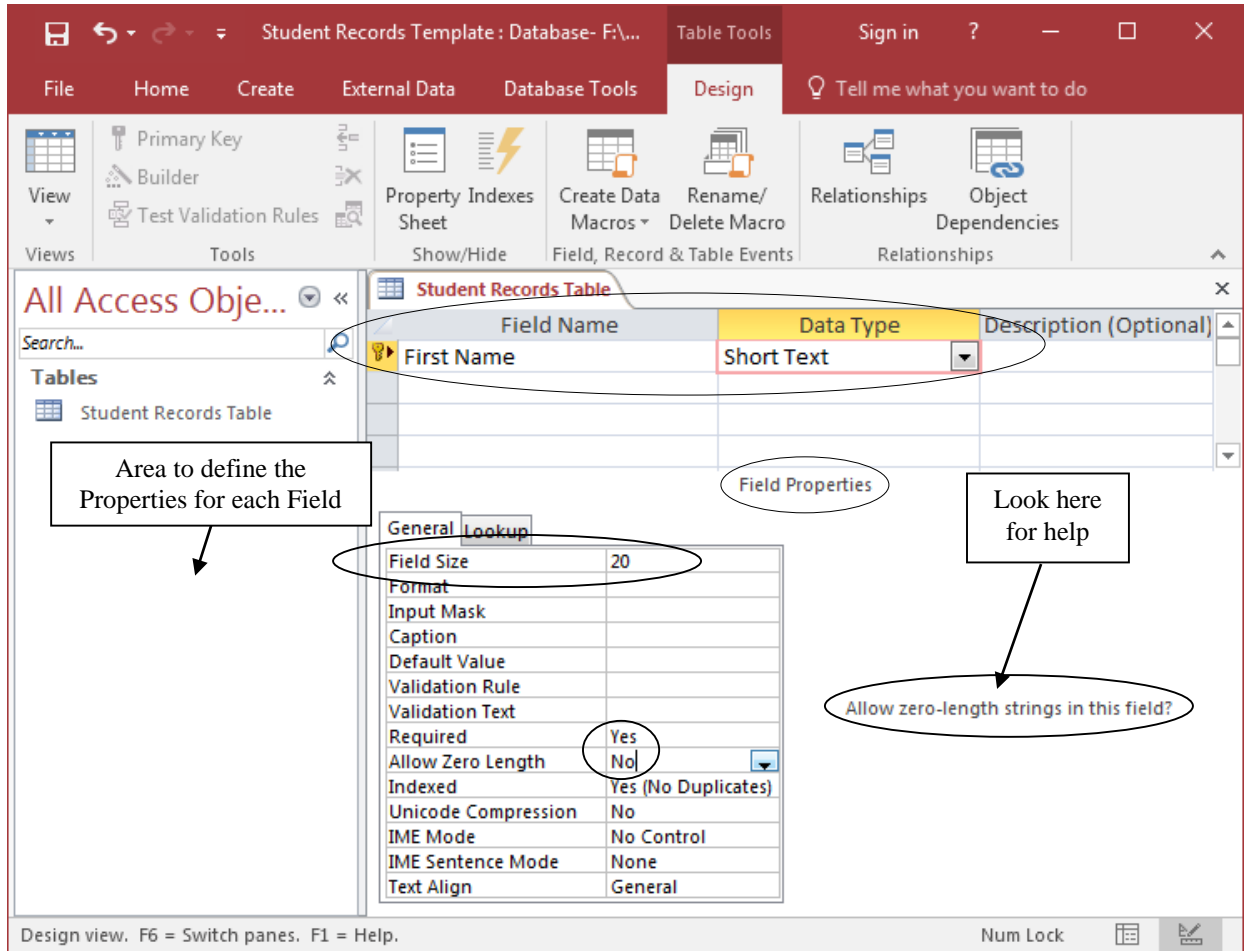 Student Records Template : Database- F:\... Table Tools Sign in ?
File Home Create External Data Database Tools Design Tell me what you want to do
View
Views
Primary Key
Builder
Test Validation Rules
Tools
Property Sheet
Indexes
Show/Hide
Create Data Macros
Rename/ Delete Macro
Field, Record & Table Events
Relationships
Object Dependencies
Relationships
All Access Obje... «
Search...
Tables
Student Records Table
Area to define the
Properties for each Field
Student Records Table
Field Name Data Type Description (Optional)
First Name Short Text
Field Properties
Look here
for help
General Lookup
Field Size 20
Format
Input Mask
Caption
Default Value
Validation Rule
Validation Text
Required Yes
Allow Zero Length No
Indexed Yes (No Duplicates)
Unicode Compression No
IME Mode No Control
IME Sentence Mode None
Text Align General
Allow zero-length strings in this field?
Design view. F6 = Switch panes. F1 = Help. Num Lock